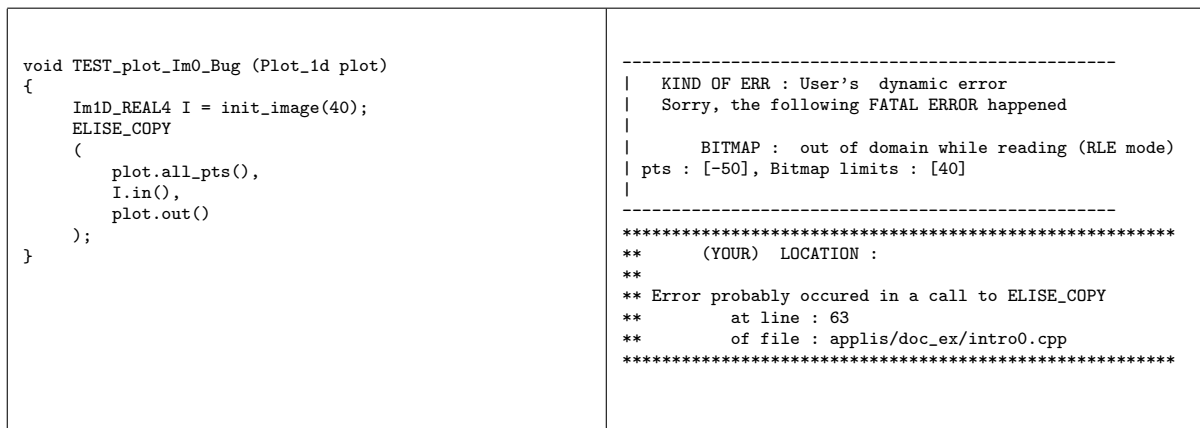 void TEST_plot_Im0_Bug (Plot_1d plot)
{
     Im1D_REAL4 I = init_image(40);
     ELISE_COPY
     (
         plot.all_pts(),
         I.in(),
         plot.out()
     );
}
--------------------------------------------------
|   KIND OF ERR : User's  dynamic error
|   Sorry, the following FATAL ERROR happened
|
|       BITMAP :  out of domain while reading (RLE mode)
| pts : [-50], Bitmap limits : [40]
|
--------------------------------------------------
********************************************************
**      (YOUR)  LOCATION :
**
** Error probably occured in a call to ELISE_COPY
**         at line : 63
**         of file : applis/doc_ex/intro0.cpp
********************************************************